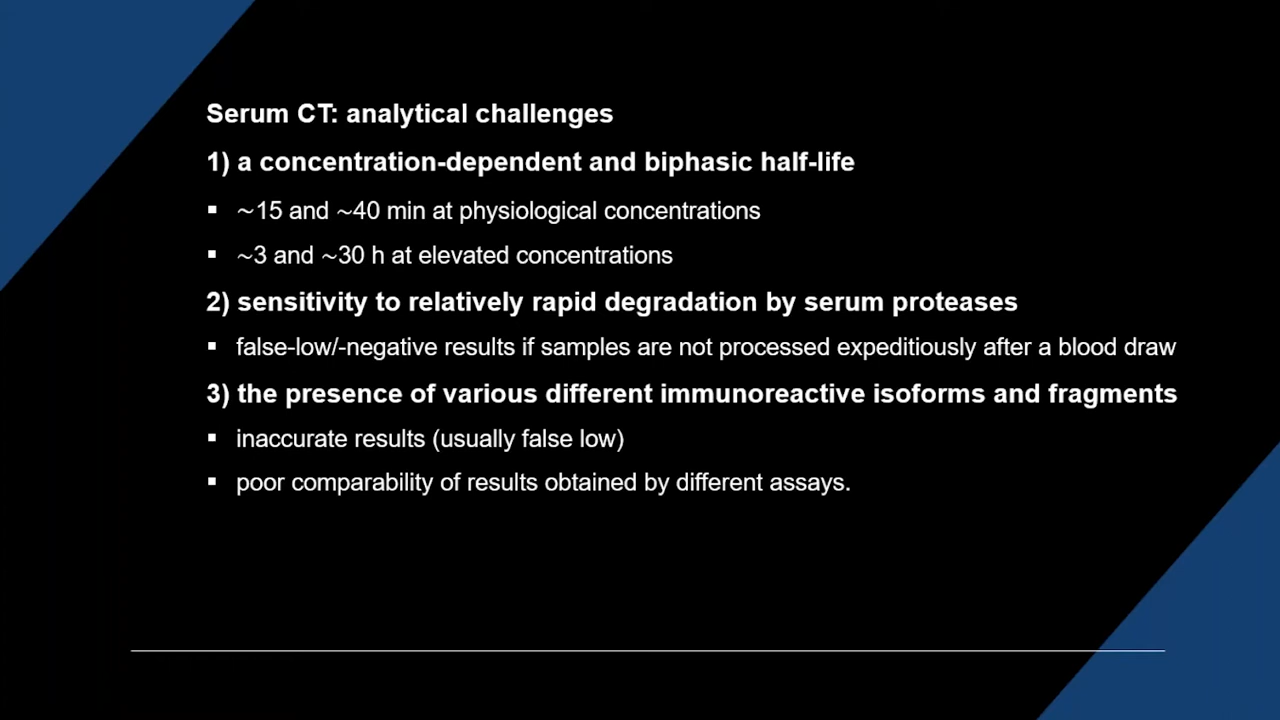 Serum CT: analytical challenges
1) a concentration-dependent and biphasic half-life
▪ ~15 and ~40 min at physiological concentrations
▪ ~3 and ~30 h at elevated concentrations
2) sensitivity to relatively rapid degradation by serum proteases
▪ false-low/-negative results if samples are not processed expeditiously after a blood draw
3) the presence of various different immunoreactive isoforms and fragments
▪ inaccurate results (usually false low)
▪ poor comparability of results obtained by different assays.